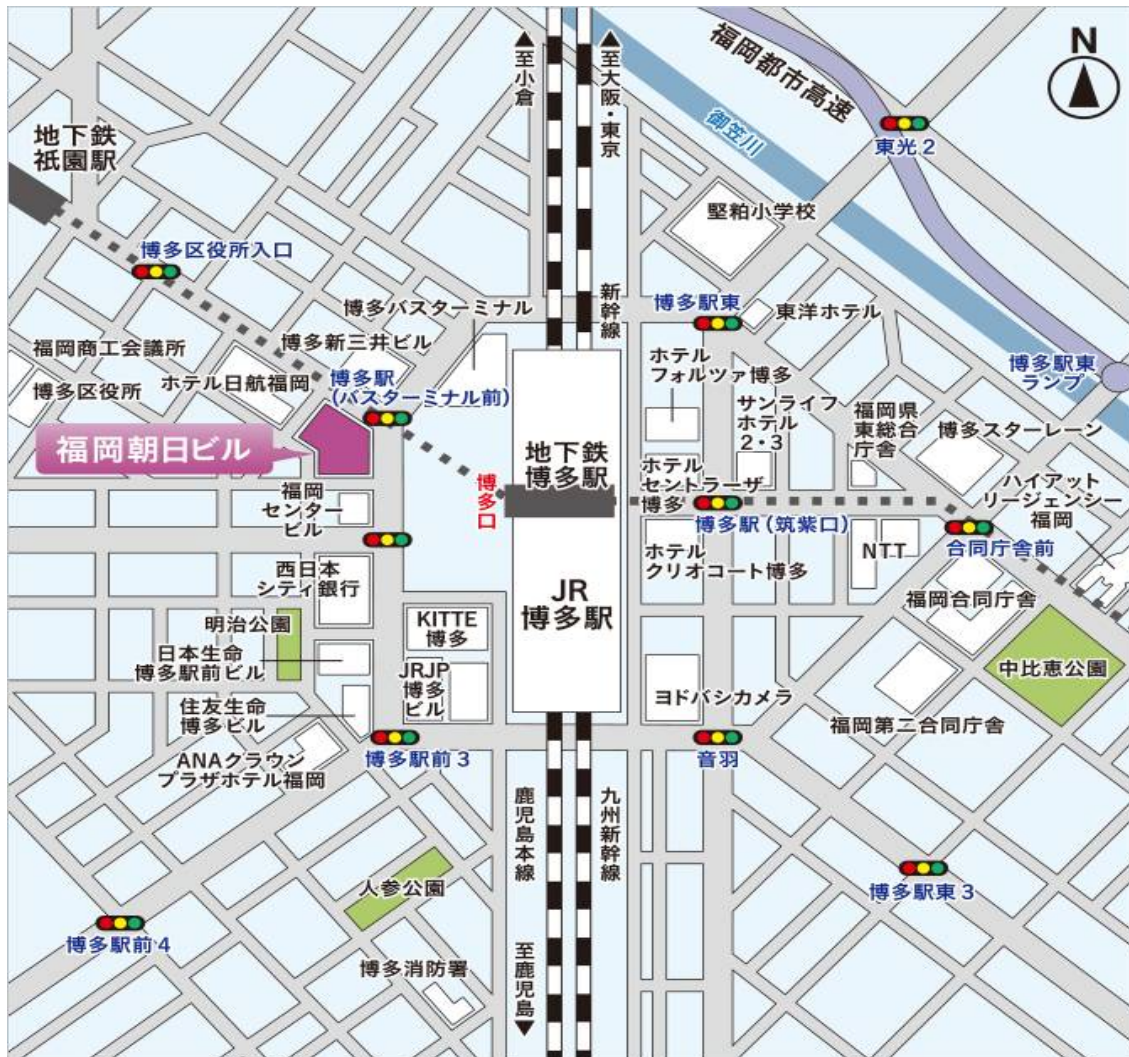 N
至小倉
至大阪・東京
福岡都市高速
御笠川
東光2
地下鉄
祇園駅
堅粕小学校
博多区役所入口
博多バスターミナル
新幹線
博多駅東
東洋ホテル
福岡商工会議所
博多新三井ビル
博多区役所
ホテル日航福岡
博多駅
(バスターミナル前)
ホテル
フォルツァ博多
博多駅東
ランプ
サンライフ
ホテル
2・3
福岡県
東総合
庁舎
博多スターレーン
福岡朝日ビル
地下鉄
博多駅
博多口
ホテル
セントラーザ
博多
ハイアット
リージェンシー
福岡
福岡
センター
ビル
博多駅(筑紫口)
合同庁舎前
NTT
ホテル
クリオコート博多
西日本
シティ銀行
JR
博多駅
KITTE
博多
福岡合同庁舎
明治公園
日本生命
博多駅前ビル
JRJP
博多
ビル
中比恵公園
住友生命
博多ビル
ヨドバシカメラ
福岡第二合同庁舎
ANAクラウン
プラザホテル福岡
博多駅前3
音羽
鹿児島本線
九州新幹線
人参公園
博多駅東3
博多駅前4
博多消防署
至鹿児島